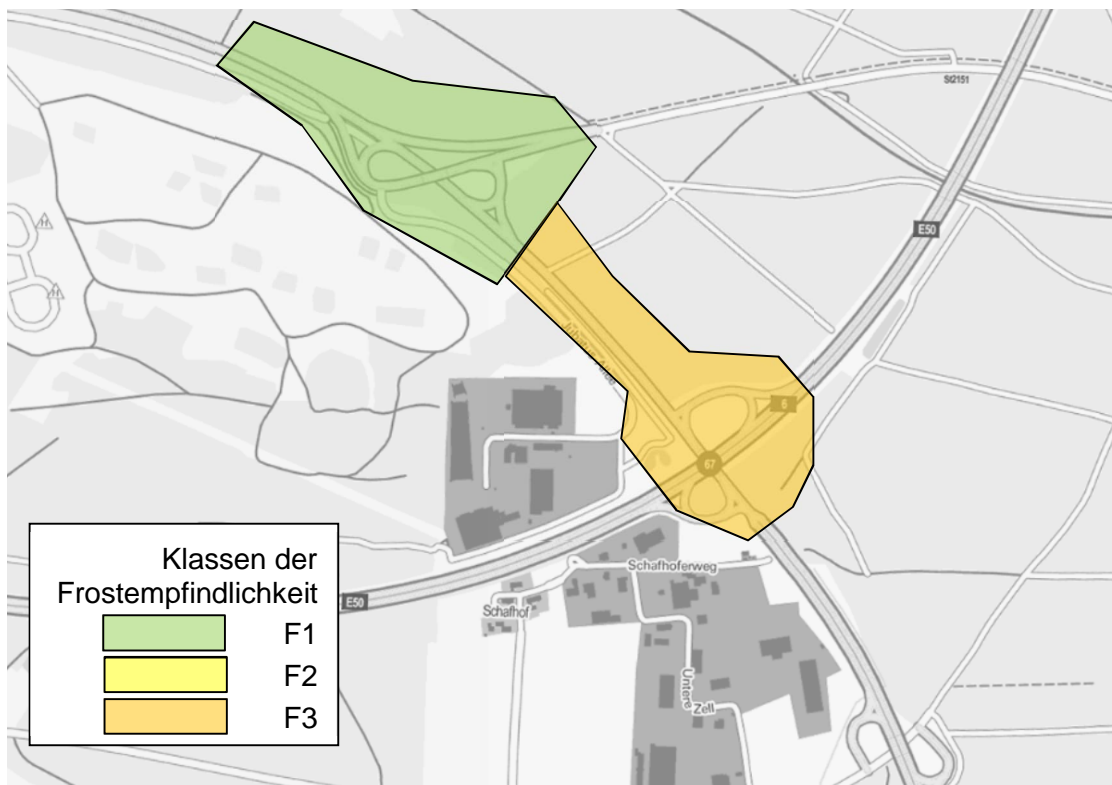 St2151
E50
6
67
Schafhoferweg
E50
Schafhof
Untere
Zell
Klassen der
Frostempfindlichkeit
F1
F2
F3